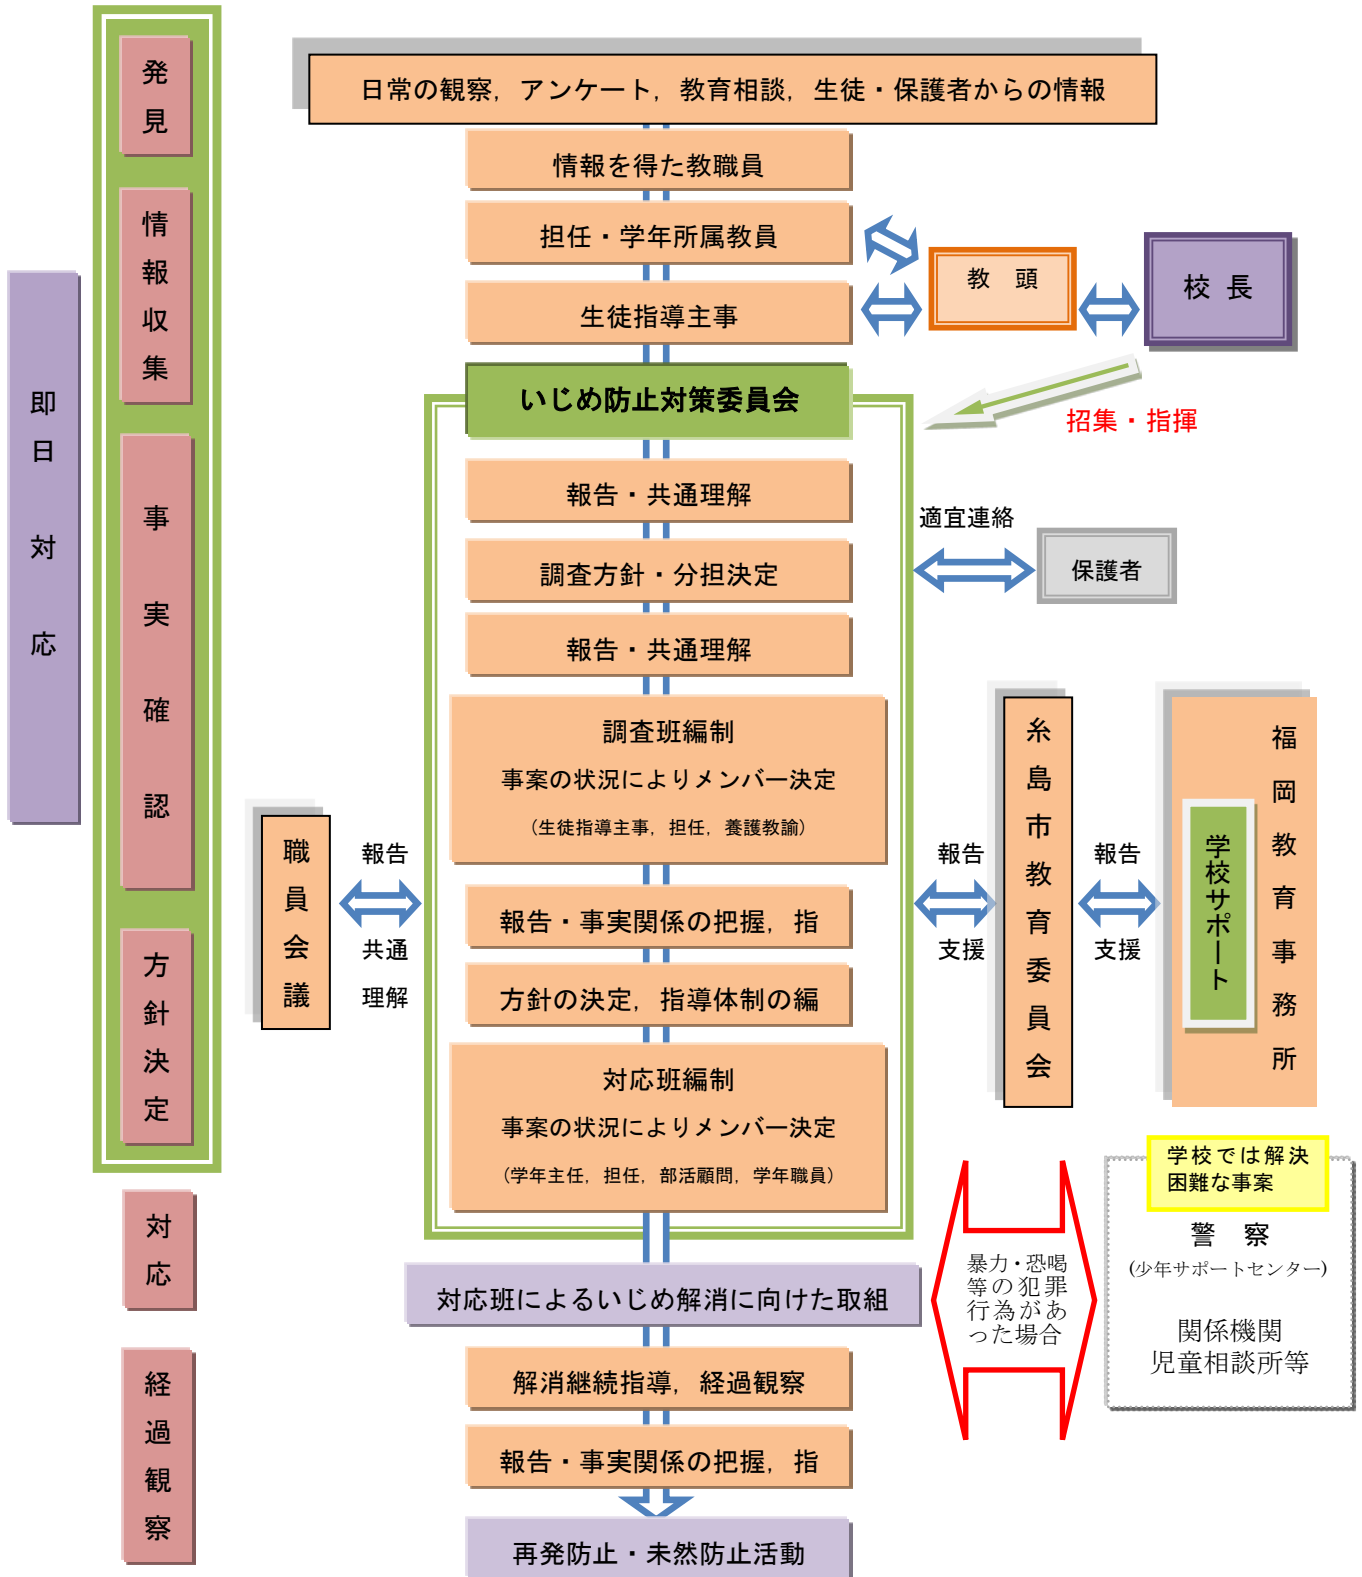 発見
情報収集
事実確認
方針決定
対応
経過観察
即日対応
日常の観察，アンケート，教育相談，生徒・保護者からの情報
情報を得た教職員
担任・学年所属教員
生徒指導主事
教　頭
校 長
招集・指揮
いじめ防止対策委員会
報告・共通理解
調査方針・分担決定
報告・共通理解
調査班編制
事案の状況によりメンバー決定
（生徒指導主事，担任，養護教諭）
報告・事実関係の把握，指
方針の決定，指導体制の編
対応班編制
事案の状況によりメンバー決定
（学年主任，担任，部活顧問，学年職員）
適宜連絡
保護者
職員会議
報告
共通
理解
報告
支援
糸島市教育委員会
報告
支援
福岡教育事務所
学校サポート
対応班によるいじめ解消に向けた取組
解消継続指導，経過観察
報告・事実関係の把握，指
再発防止・未然防止活動
暴力・恐喝
等の犯罪
行為があ
った場合
学校では解決
困難な事案
警　察
(少年サポートセンター)
関係機関
児童相談所等